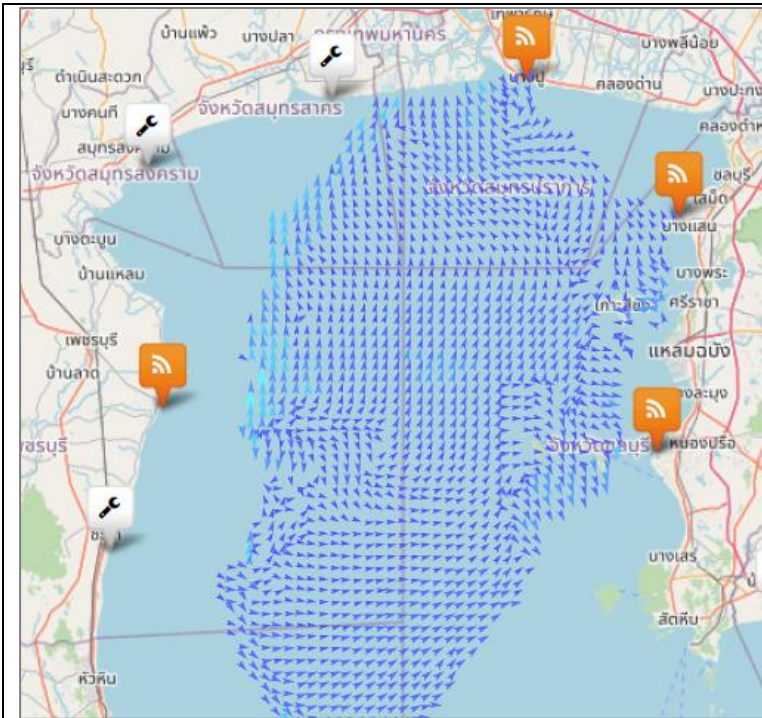 บ้านแพ้ว
บางปลา
กรุงเทพมหานคร
เทพารักษ์
บางพลีน้อย
ดำเนินสะดวก
บางปู
คลองด่าน
บางปะกง
บางคนที
จังหวัดสมุทรสาคร
จังหวัดสมุทรสงคราม
จังหวัดสมุทรปราการ
ชลบุรี
เสม็ด
บางแสน
บางตะบูน
บ้านแหลม
บางพระ
ศรีราชา
เพชรบุรี
แหลมฉบัง
บ้านลาด
จังหวัดชลบุรี
หนองปรือ
บางเสร่
สัตหีบ
หัวหิน